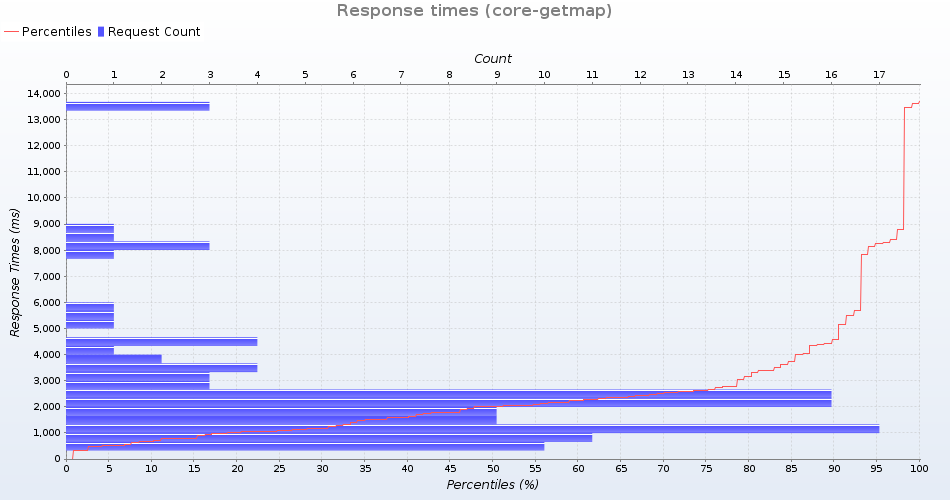 Response times (core-getmap)
Percentiles Request Count
Count
0 1 2 3 4 5 6 7 8 9 10 11 12 13 14 15 16 17
14,000
13,000
12,000
11,000
10,000
9,000
8,000
7,000
6,000
5,000
4,000
3,000
2,000
1,000
0
Response Times (ms)
0 5 10 15 20 25 30 35 40 45 50 55 60 65 70 75 80 85 90 95 100
Percentiles (%)